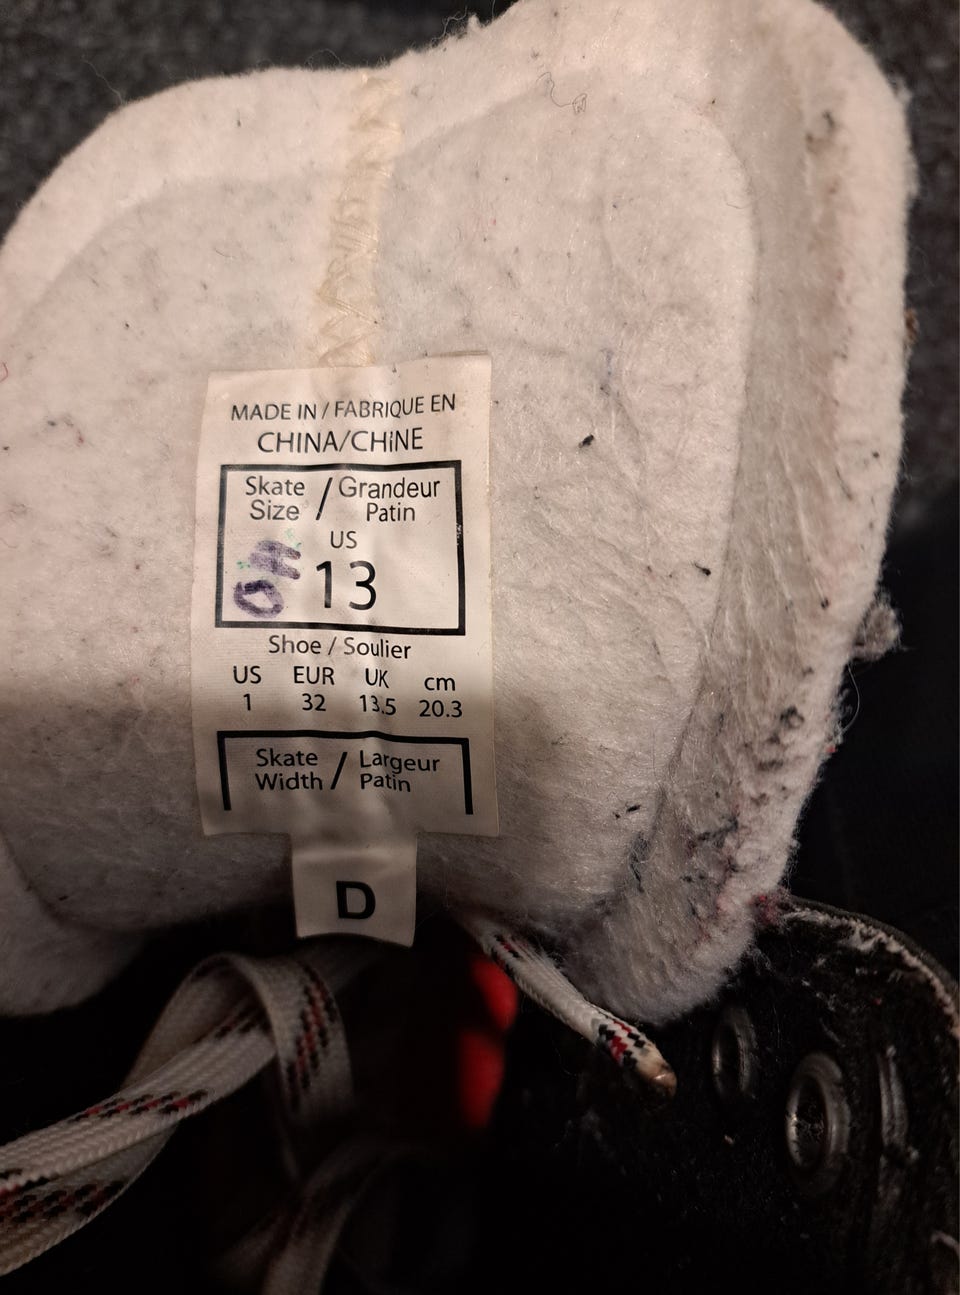 MADE IN / FABRIQUE EN
CHINA/CHINE
Skate / Grandeur
Size Patin
US
13
Shoe / Soulier
US EUR UK cm
1 32 13.5 20.3
Skate / Largeur
Width Patin
D